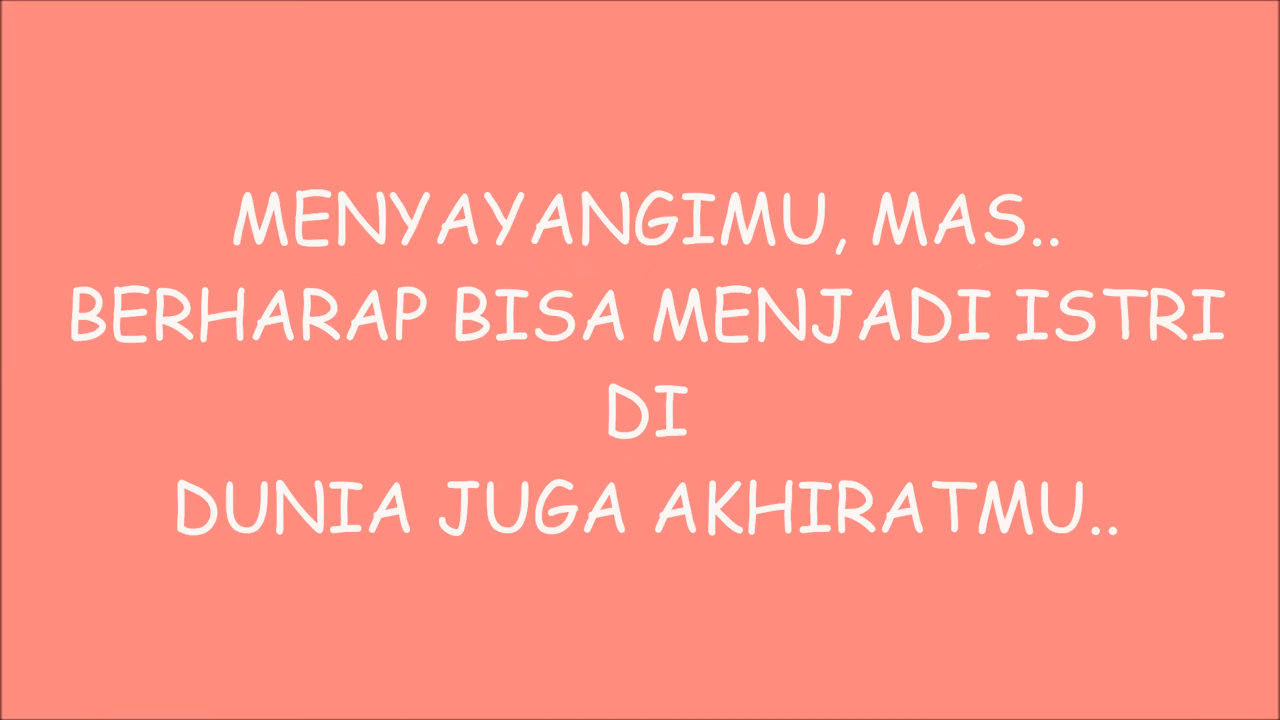 MENYAYANGIMU, MAS..
BERHARAP BISA MENJADI ISTRI
DI
DUNIA JUGA AKHIRATMU..